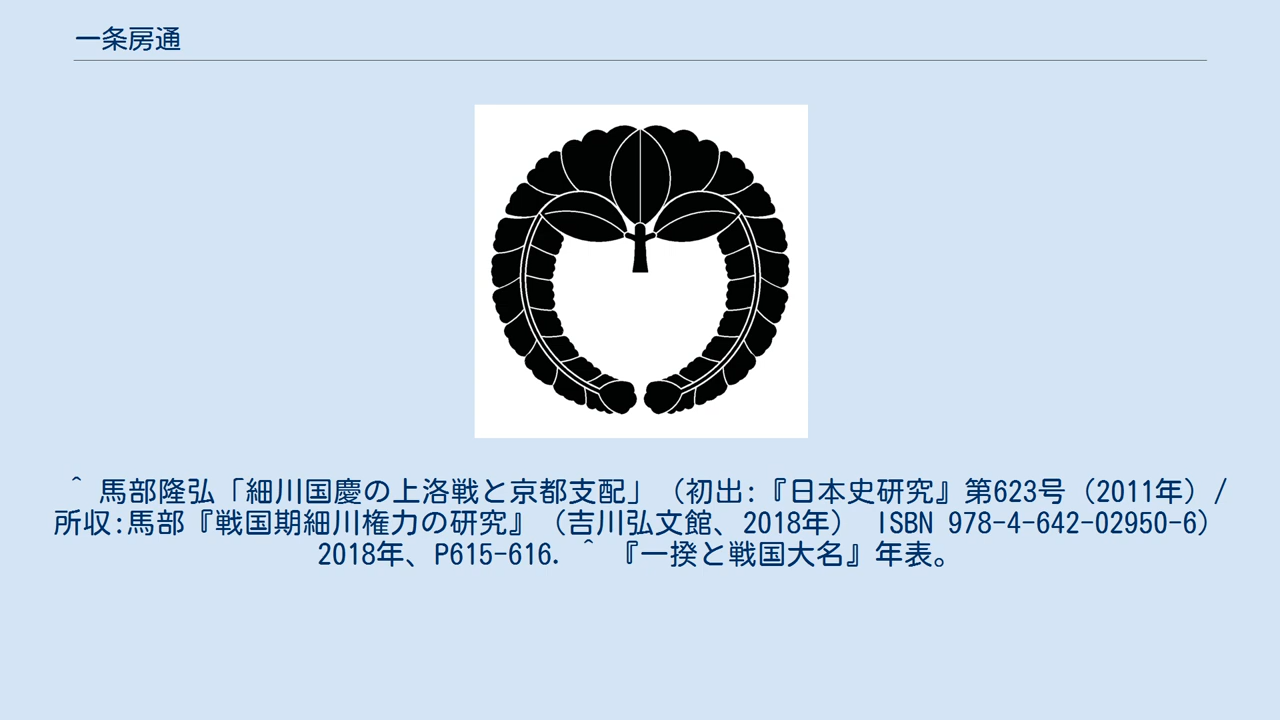 一条房通
^ 馬部隆弘「細川国慶の上洛戦と京都支配」（初出:『日本史研究』第623号（2011年）/
所収:馬部『戦国期細川権力の研究』（吉川弘文館、2018年） ISBN 978-4-642-02950-6）
2018年、P615-616. ^ 『一揆と戦国大名』年表。